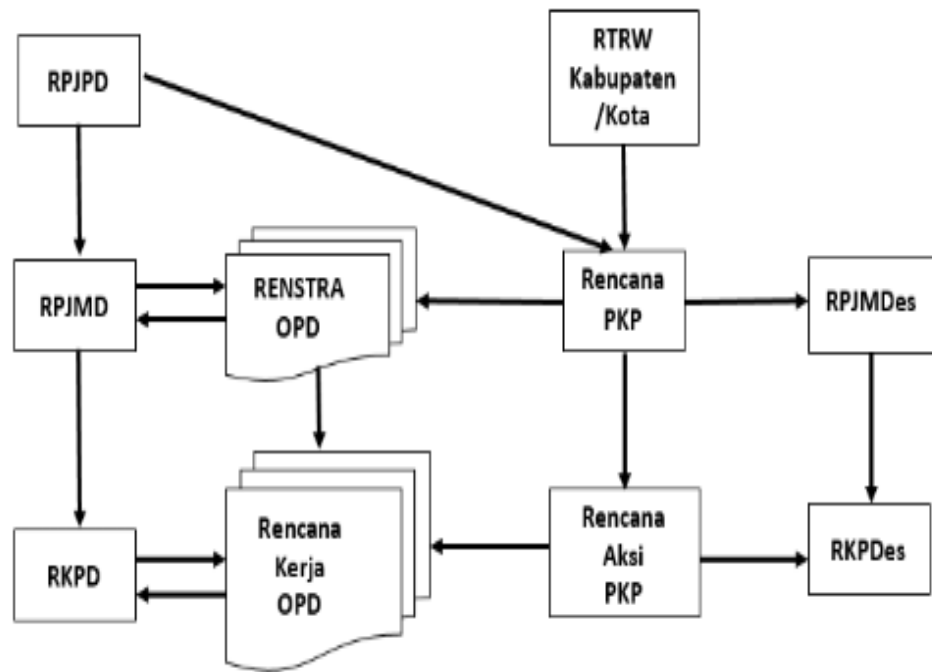 RPJPD
RTRW
Kabupaten
/Kota
RPJMD
RENSTRA
OPD
Rencana
PKP
RPJMDes
RKPD
Rencana
Kerja
OPD
Rencana
Aksi
PKP
RKPDes